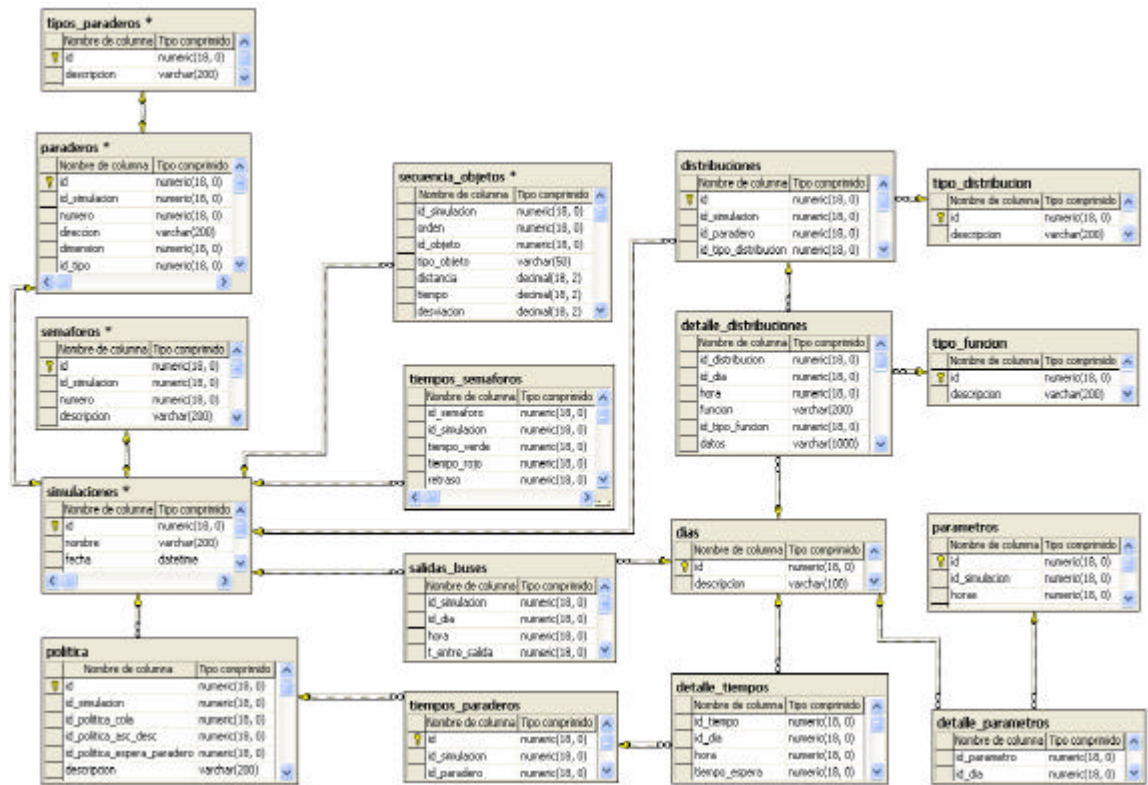 tipos_paraderos *
Nombre de columna Tipo comprimido
id numeric(18, 0)
descripcion varchar(200)
paraderos *
Nombre de columna Tipo comprimido
id numeric(18, 0)
id_simulacion numeric(18, 0)
numero numeric(18, 0)
direccion varchar(200)
dimension numeric(18, 0)
id_tipo numeric(18, 0)
semaforos *
Nombre de columna Tipo comprimido
id numeric(18, 0)
id_simulacion numeric(18, 0)
numero numeric(18, 0)
descripcion varchar(200)
simulaciones *
Nombre de columna Tipo comprimido
id numeric(18, 0)
nombre varchar(200)
fecha datetime
politica
Nombre de columna Tipo comprimido
id numeric(18, 0)
id_simulacion numeric(18, 0)
id_politica_cola numeric(18, 0)
id_politica_asc_desc numeric(18, 0)
id_politica_espera_paradero numeric(18, 0)
descripcion varchar(200)
secuencia_objetos *
Nombre de columna Tipo comprimido
id_simulacion numeric(18, 0)
orden numeric(18, 0)
id_objeto numeric(18, 0)
tipo_objeto varchar(50)
distancia decimal(18, 2)
tiempo decimal(18, 2)
desviacion decimal(18, 2)
tiempos_semaforos
Nombre de columna Tipo comprimido
id_semaforo numeric(18, 0)
id_simulacion numeric(18, 0)
tiempo_verde numeric(18, 0)
tiempo_rojo numeric(18, 0)
retraso numeric(18, 0)
salidas_buses
Nombre de columna Tipo comprimido
id_simulacion numeric(18, 0)
id_dia numeric(18, 0)
hora numeric(18, 0)
t_entre_salida numeric(18, 0)
tiempos_paraderos
Nombre de columna Tipo comprimido
id numeric(18, 0)
id_simulacion numeric(18, 0)
id_paradero numeric(18, 0)
distribuciones
Nombre de columna Tipo comprimido
id numeric(18, 0)
id_simulacion numeric(18, 0)
id_paradero numeric(18, 0)
id_tipo_distribucion numeric(18, 0)
detalle_distribuciones
Nombre de columna Tipo comprimido
id_distribucion numeric(18, 0)
id_dia numeric(18, 0)
hora numeric(18, 0)
funcion varchar(200)
id_tipo_funcion numeric(18, 0)
datos varchar(1000)
dias
Nombre de columna Tipo comprimido
id numeric(18, 0)
descripcion varchar(100)
detalle_tiempos
Nombre de columna Tipo comprimido
id_tiempo numeric(18, 0)
id_dia numeric(18, 0)
hora numeric(18, 0)
tiempo_espera numeric(18, 0)
tipo_distribucion
Nombre de columna Tipo comprimido
id numeric(18, 0)
descripcion varchar(200)
tipo_funcion
Nombre de columna Tipo comprimido
id numeric(18, 0)
descripcion varchar(200)
parametros
Nombre de columna Tipo comprimido
id numeric(18, 0)
id_simulacion numeric(18, 0)
horas numeric(18, 0)
detalle_parametros
Nombre de columna Tipo comprimido
id_parametro numeric(18, 0)
id_dia numeric(18, 0)